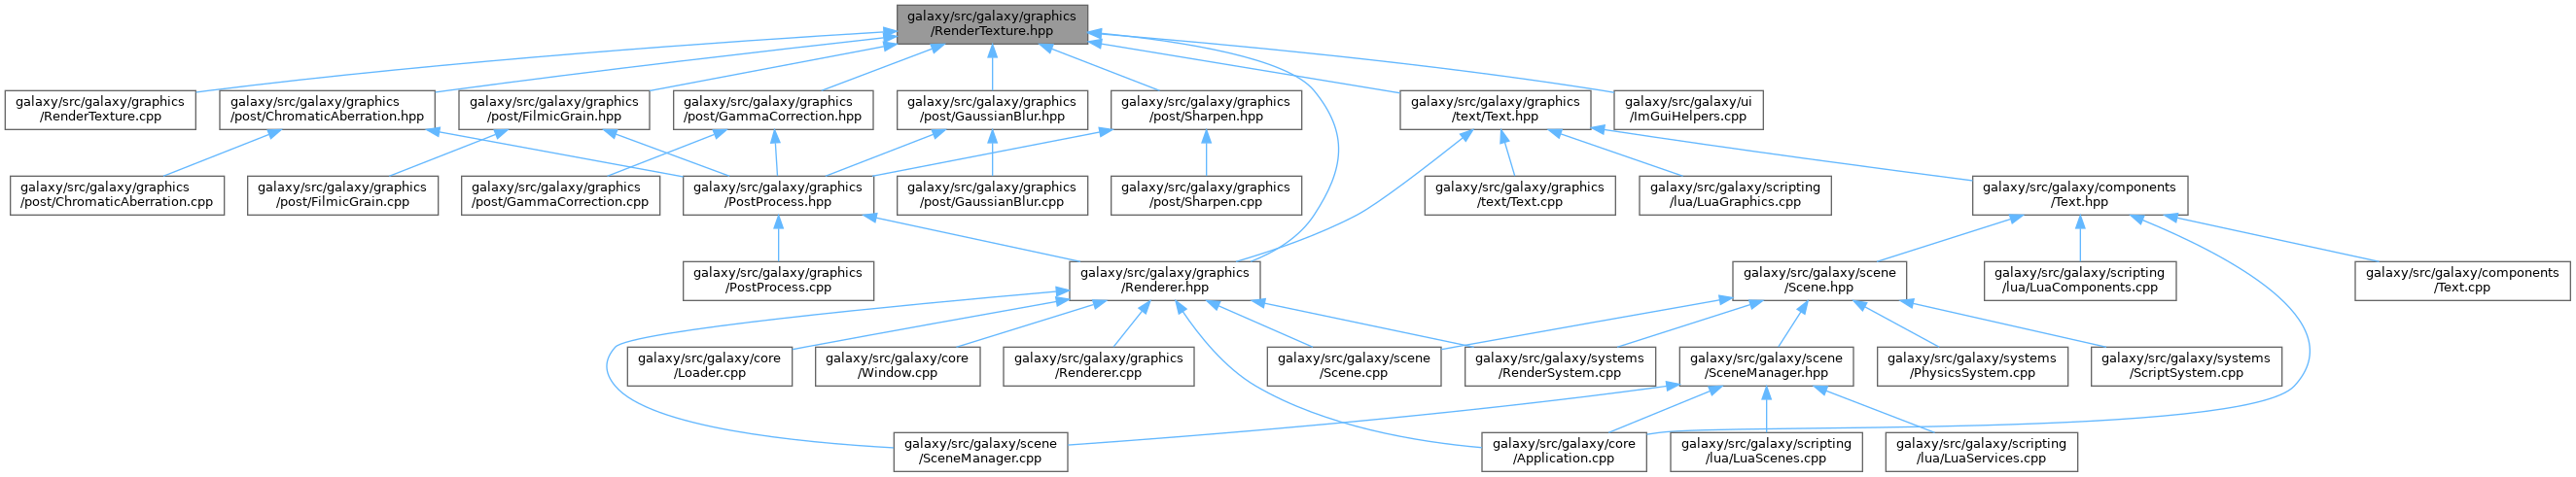 galaxy/src/galaxy/graphics
/RenderTexture.hpp
galaxy/src/galaxy/graphics
/RenderTexture.cpp
galaxy/src/galaxy/graphics
/post/ChromaticAberration.hpp
galaxy/src/galaxy/graphics
/post/FilmicGrain.hpp
galaxy/src/galaxy/graphics
/post/GammaCorrection.hpp
galaxy/src/galaxy/graphics
/post/GaussianBlur.hpp
galaxy/src/galaxy/graphics
/post/Sharpen.hpp
galaxy/src/galaxy/graphics
/text/Text.hpp
galaxy/src/galaxy/ui
/ImGuiHelpers.cpp
galaxy/src/galaxy/graphics
/post/ChromaticAberration.cpp
galaxy/src/galaxy/graphics
/post/FilmicGrain.cpp
galaxy/src/galaxy/graphics
/post/GammaCorrection.cpp
galaxy/src/galaxy/graphics
/PostProcess.hpp
galaxy/src/galaxy/graphics
/post/GaussianBlur.cpp
galaxy/src/galaxy/graphics
/post/Sharpen.cpp
galaxy/src/galaxy/graphics
/text/Text.cpp
galaxy/src/galaxy/scripting
/lua/LuaGraphics.cpp
galaxy/src/galaxy/components
/Text.hpp
galaxy/src/galaxy/graphics
/PostProcess.cpp
galaxy/src/galaxy/graphics
/Renderer.hpp
galaxy/src/galaxy/scene
/Scene.hpp
galaxy/src/galaxy/scripting
/lua/LuaComponents.cpp
galaxy/src/galaxy/components
/Text.cpp
galaxy/src/galaxy/core
/Loader.cpp
galaxy/src/galaxy/core
/Window.cpp
galaxy/src/galaxy/graphics
/Renderer.cpp
galaxy/src/galaxy/scene
/Scene.cpp
galaxy/src/galaxy/systems
/RenderSystem.cpp
galaxy/src/galaxy/scene
/SceneManager.hpp
galaxy/src/galaxy/systems
/PhysicsSystem.cpp
galaxy/src/galaxy/systems
/ScriptSystem.cpp
galaxy/src/galaxy/scene
/SceneManager.cpp
galaxy/src/galaxy/core
/Application.cpp
galaxy/src/galaxy/scripting
/lua/LuaScenes.cpp
galaxy/src/galaxy/scripting
/lua/LuaServices.cpp